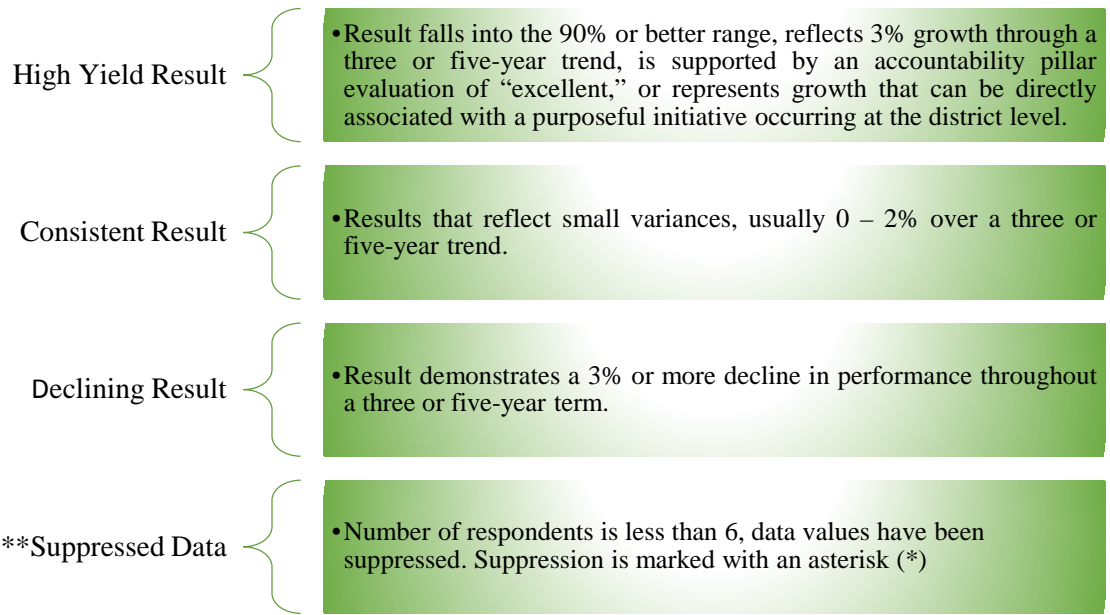 High Yield Result
•Result falls into the 90% or better range, reflects 3% growth through a
three or five-year trend, is supported by an accountability pillar
evaluation of “excellent,” or represents growth that can be directly
associated with a purposeful initiative occurring at the district level.
Consistent Result
•Results that reflect small variances, usually 0 – 2% over a three or
five-year trend.
Declining Result
•Result demonstrates a 3% or more decline in performance throughout
a three or five-year term.
**Suppressed Data
•Number of respondents is less than 6, data values have been
suppressed. Suppression is marked with an asterisk (*)